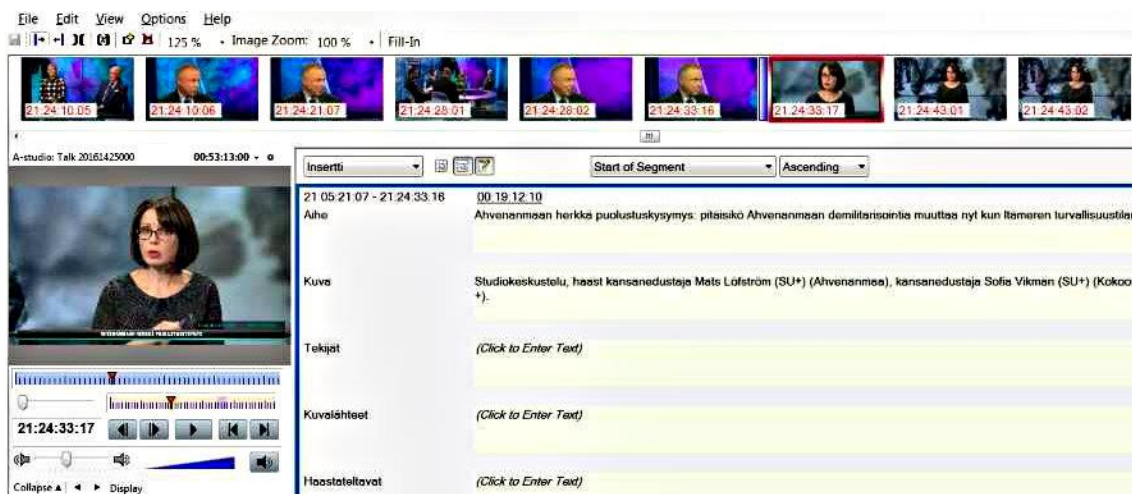 File Edit View Options Help
125 % Image Zoom: 100 % Fill-In
21:24:10:05 21:24:10:06 21:24:21:07 21:24:28:01 21:24:28:02 21:24:33:16 21:24:33:17 21:24:43:01 21:24:43:02
A-studio: Talk 20161425000 00:53:13:00
Insertti Start of Segment Ascending
21:05:21:07 - 21:24:33:16 00:19:12:10
Aihe Ahvenanmaan herkkä puolustuskysymys: pitäisikö Ahvenanmaan demilitarisointia muuttaa nyt kun Itämeren turvallisuustila
Kuva Studiokeskustelu, haast kansanedustaja Mats Löfström (SU+) (Ahvenanmaa), kansanedustaja Sofia Vikman (SU+) (Kokoo
+).
AHVENANMAAN HERKKÄ PUOLUSTUSKYSYMYS
Tekijät (Click to Enter Text)
Kuvalähteet (Click to Enter Text)
21:24:33:17
Haastateltavat (Click to Enter Text)
Collapse Display